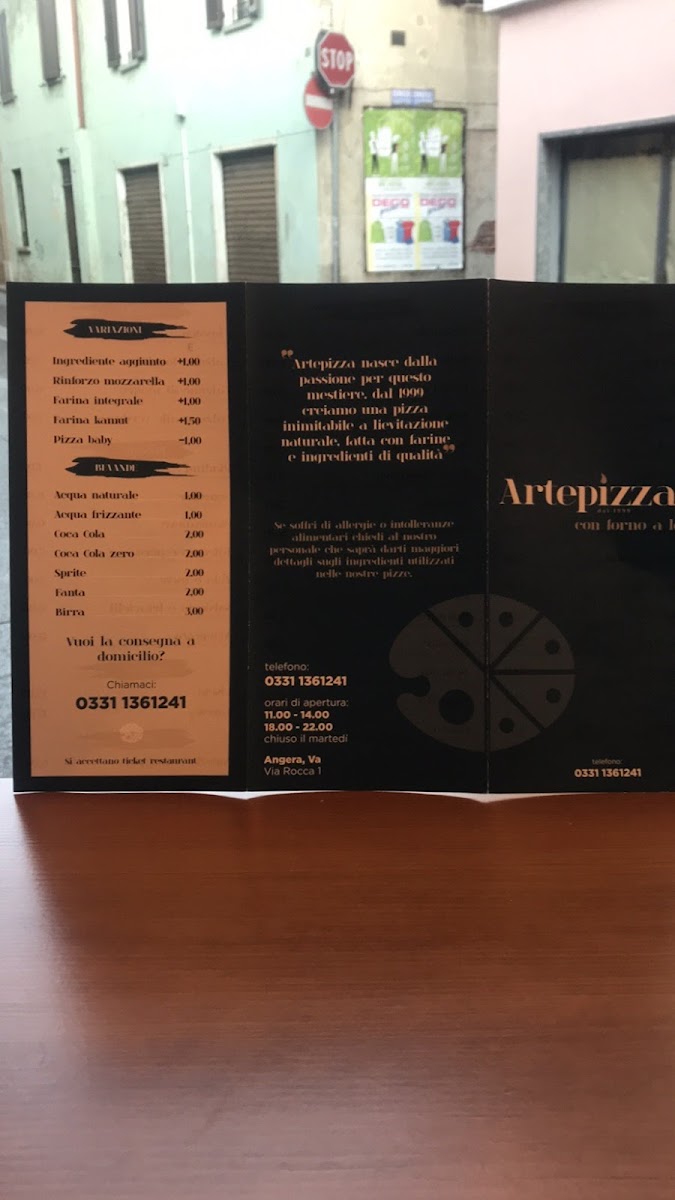 STOP
DECO
DECO
VARIAZIONI
€
Ingrediente aggiunto +1,00
Rinforzo mozzarella +1,00
Farina integrale +1,00
Farina kamut +1,50
Pizza baby -1,00
BEVANDE
Acqua naturale 1,00
Acqua frizzante 1,00
Coca Cola 2,00
Coca Cola zero 2,00
Sprite 2,00
Fanta 2,00
Birra 3,00
Vuoi la consegna a
domicilio?
Chiamaci:
0331 1361241
Si accettano ticket restaurant
"Artepizza nasce dalla
passione per questo
mestiere, dal 1999
creiamo una pizza
inimitabile a lievitazione
naturale, fatta con farine
e ingredienti di qualità"
Se soffri di allergie o intolleranze
alimentari chiedi al nostro
personale che saprà darti maggiori
dettagli sugli ingredienti utilizzati
nelle nostre pizze.
telefono:
0331 1361241
orari di apertura:
11.00 - 14.00
18.00 - 22.00
chiuso il martedì
Angera, Va
Via Rocca 1
Artepizza
dal 1999
con forno a l
telefono:
0331 1361241